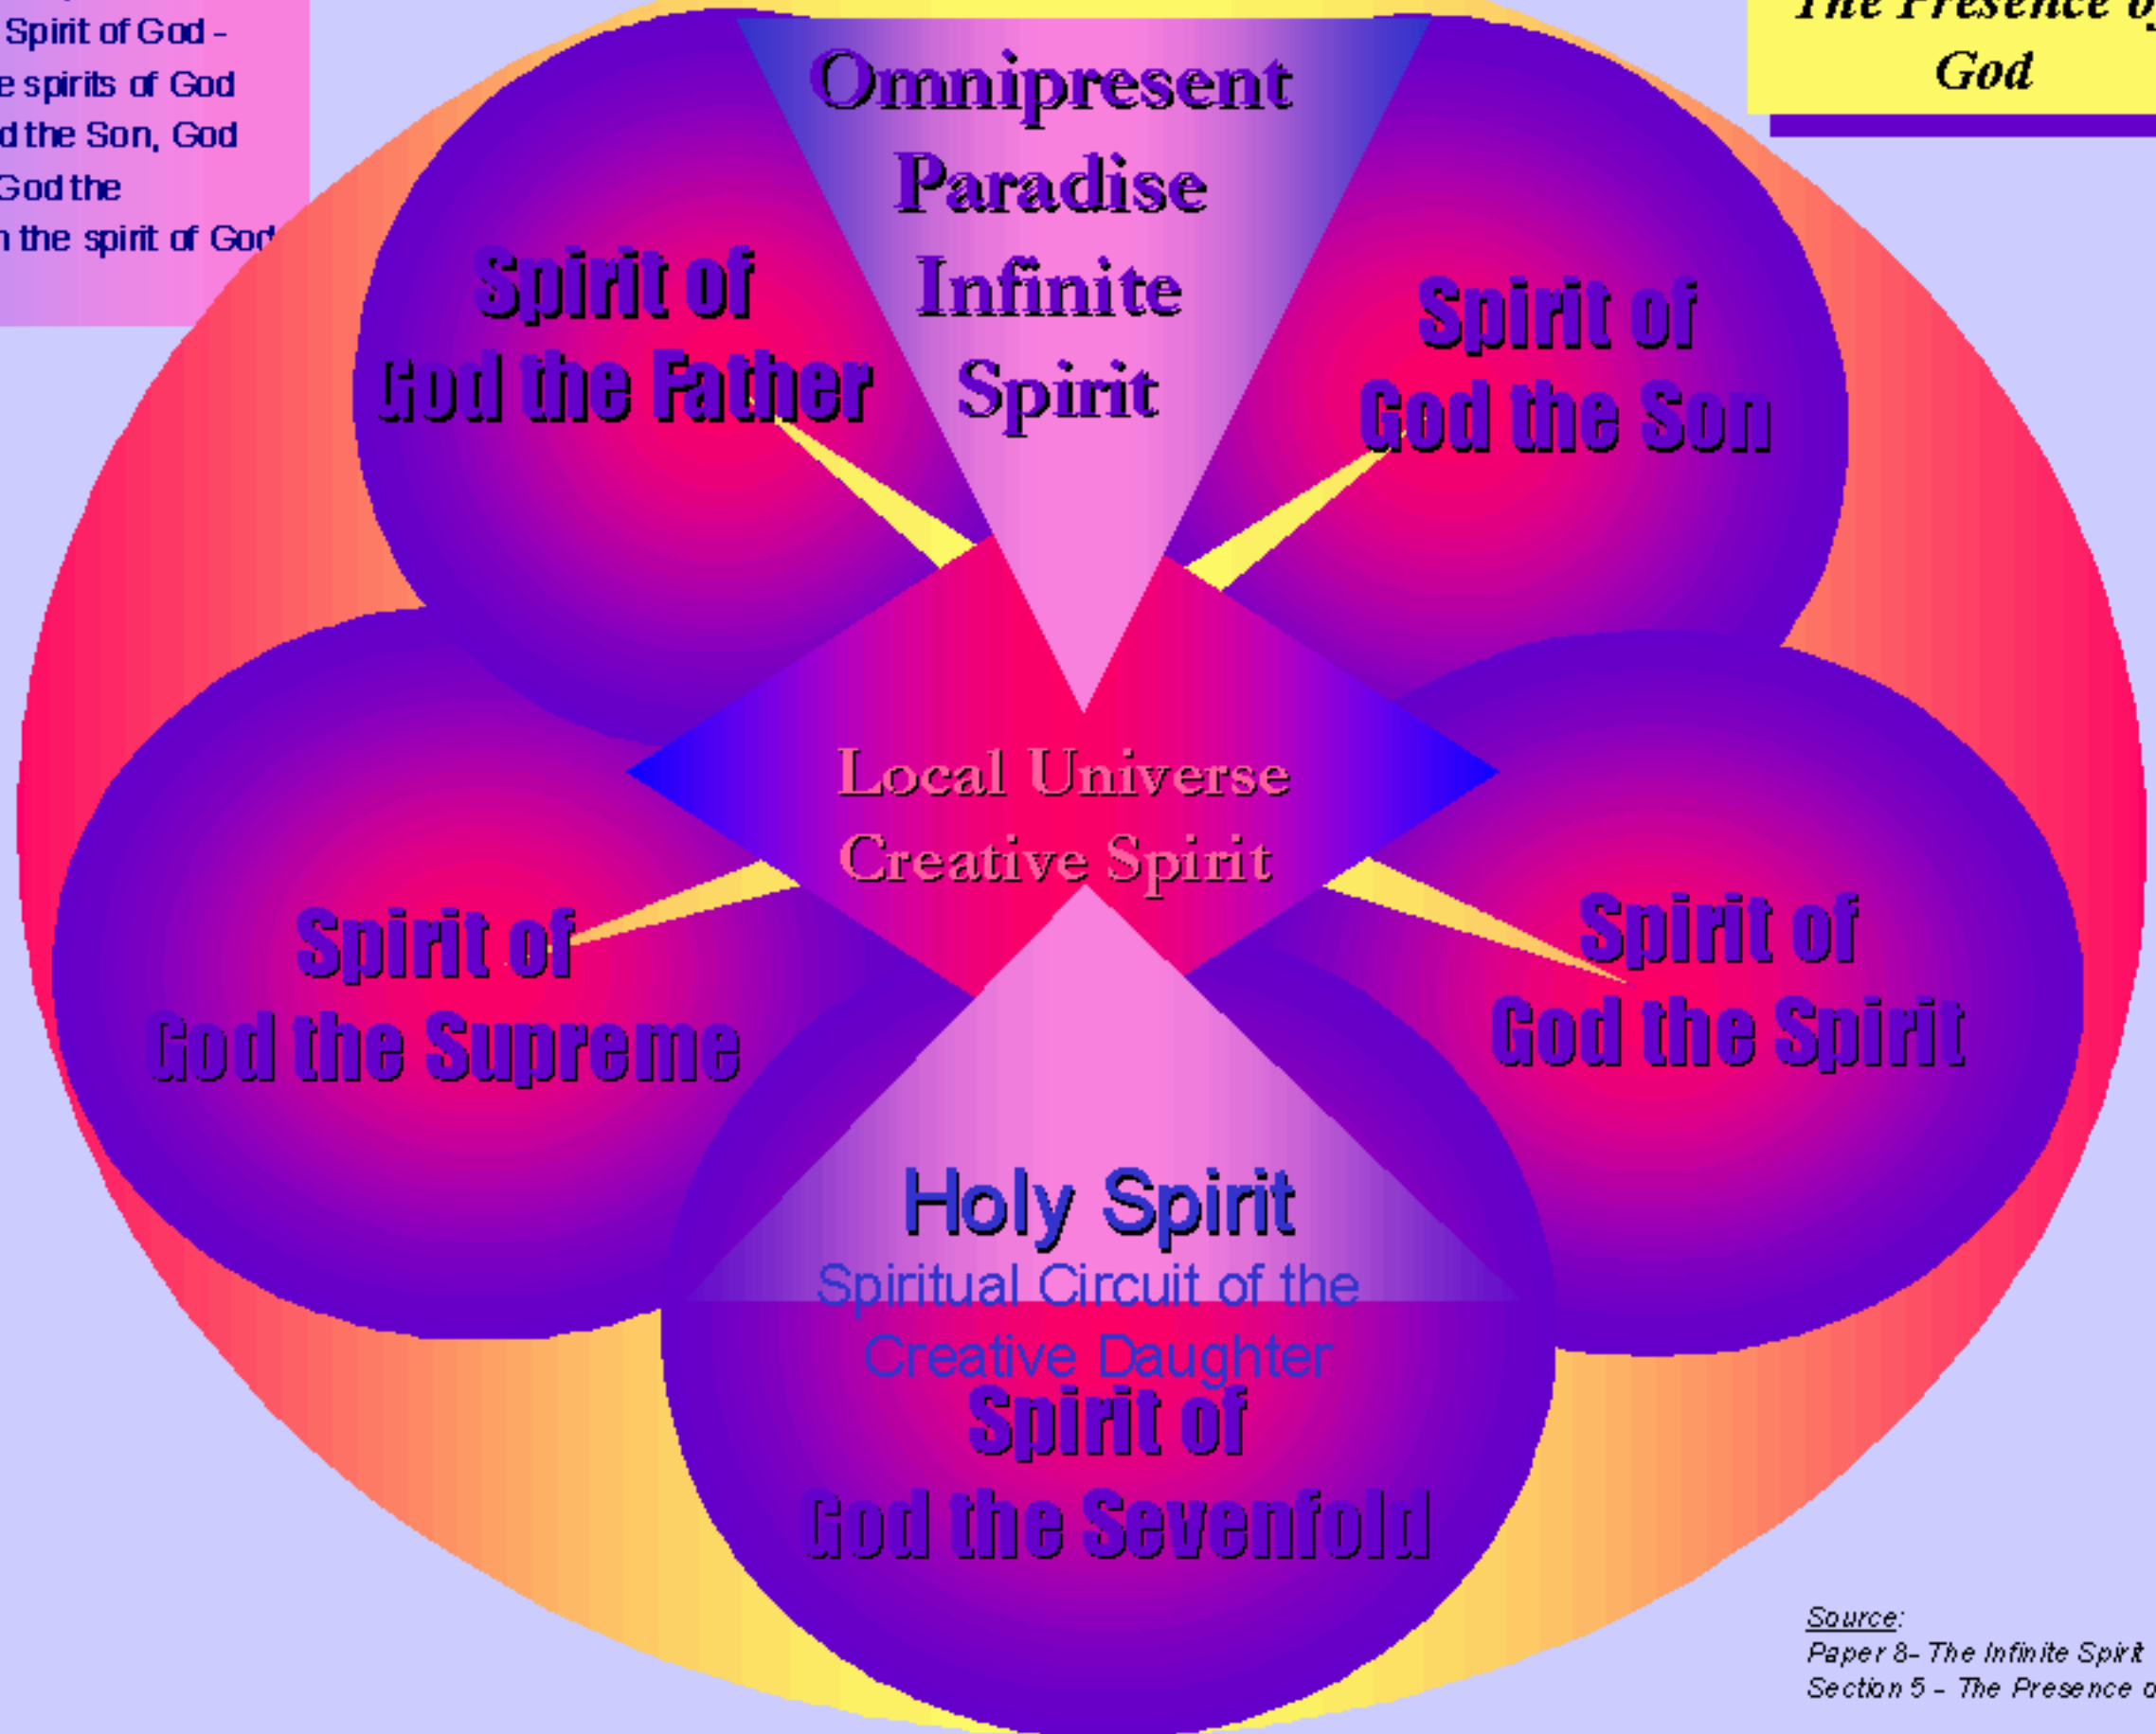 Spirit of God -
spirits of God
the Son, God
God the
the spirit of God
The Presence
God
Omnipresent
Paradise
Infinite
Spirit
Spirit of
God the Father
Spirit of
God the Son
Local Universe
Creative Spirit
Spirit of
God the Supreme
Spirit of
God the Spirit
Holy Spirit
Spiritual Circuit of the
Creative Daughter
Spirit of
God the Sevenfold
Source:
Paper 8- The Infinite Spirit
Section 5 - The Presence